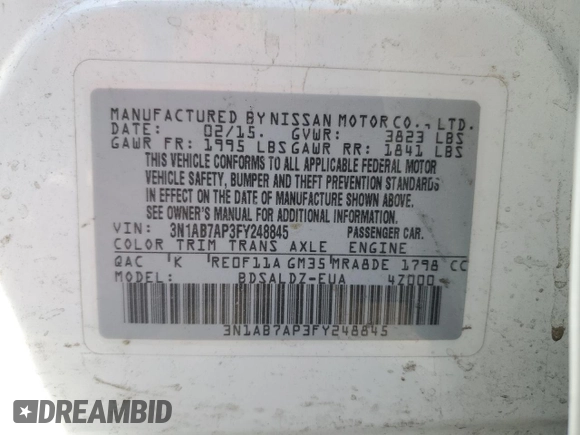 MANUFACTURED BY NISSAN MOTOR CO., LTD.
DATE: 02/15. GVWR: 3823 LBS
GAWR FR: 1995 LBS GAWR RR: 1841 LBS
THIS VEHICLE CONFORMS TO ALL APPLICABLE FEDERAL MOTOR
VEHICLE SAFETY, BUMPER AND THEFT PREVENTION STANDARDS
IN EFFECT ON THE DATE OF MANUFACTURE SHOWN ABOVE.
SEE OWNER'S MANUAL FOR ADDITIONAL INFORMATION.
VIN: 3N1AB7AP3FY248845 PASSENGER CAR.
COLOR TRIM TRANS AXLE ENGINE
QAC K RE0F11A GM35 MRA8DE 1798 CC
MODEL: BDSALDZ-EUA 4Z000
3N1AB7AP3FY248845
DREAMBID